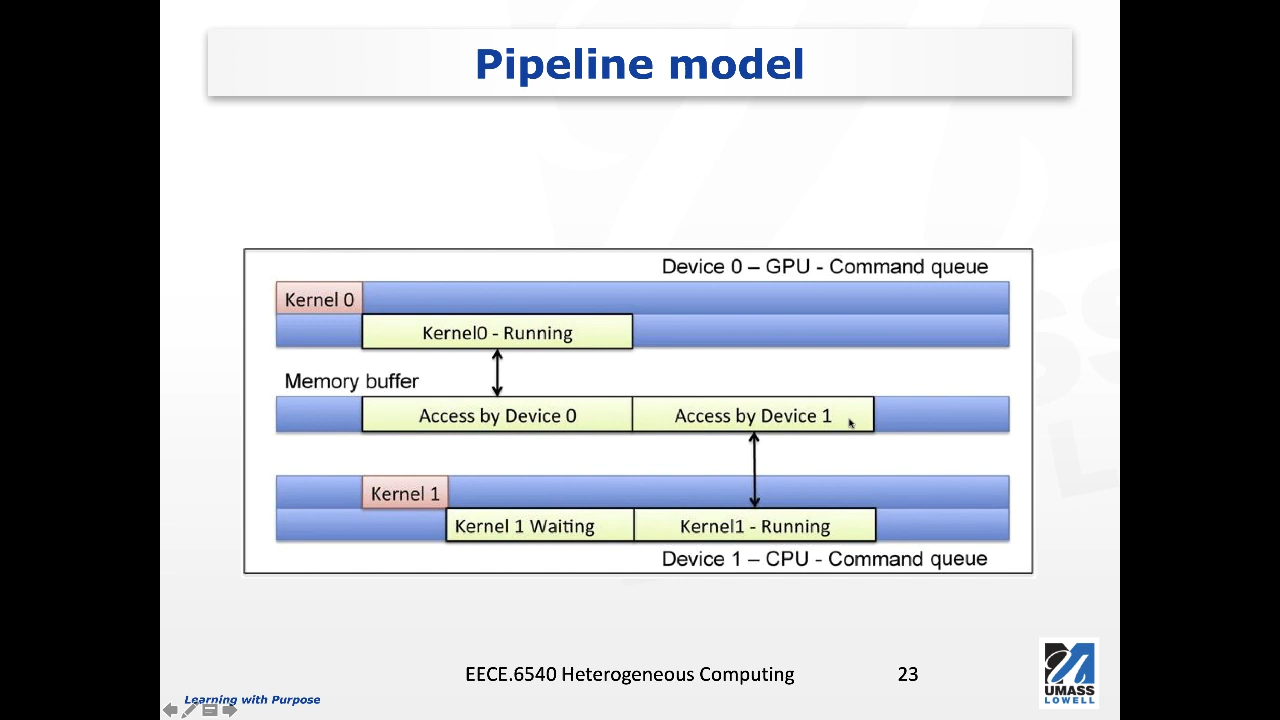 Pipeline model
Device 0 – GPU - Command queue
Kernel 0
Kernel0 - Running
Memory buffer
Access by Device 0
Access by Device 1
Kernel 1
Kernel 1 Waiting
Kernel1 - Running
Device 1 – CPU - Command queue
EECE.6540 Heterogeneous Computing
23
Learning with Purpose
UMASS
LOWELL